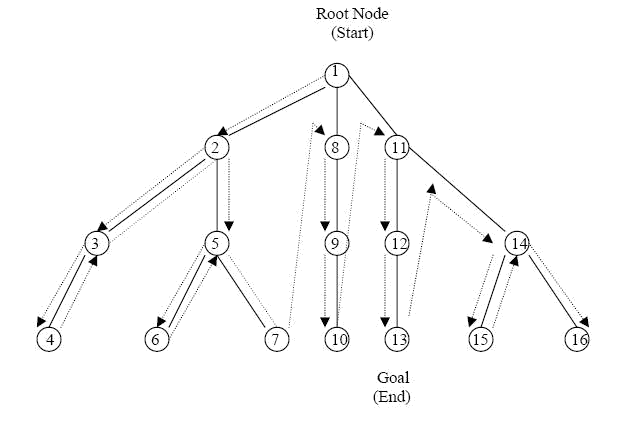 Root Node
(Start)
1
2 8 11
3 5 9 12 14
4 6 7 10 13 15 16
Goal
(End)